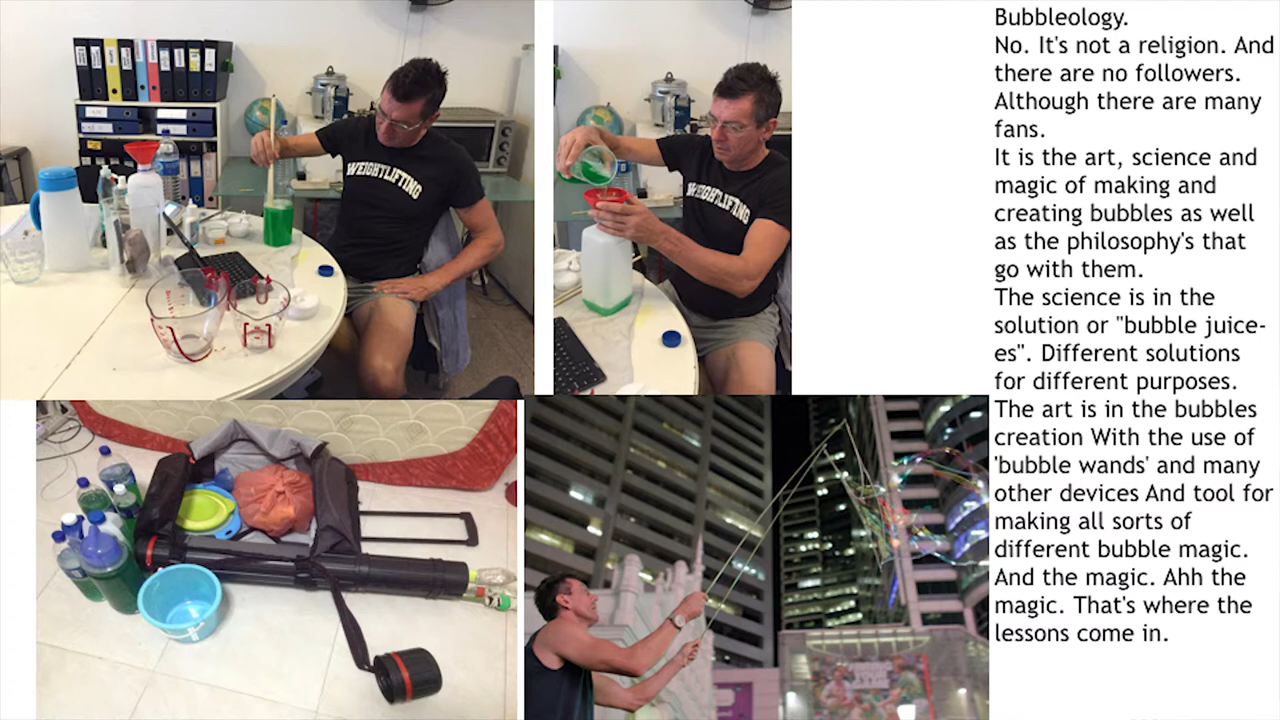 WEIGHTLIFTING
WEIGHTLIFTING
Bubbleology.
No. It's not a religion. And
there are no followers.
Although there are many
fans.
It is the art, science and
magic of making and
creating bubbles as well
as the philosophy's that
go with them.
The science is in the
solution or "bubble juice-
es". Different solutions
for different purposes.
The art is in the bubbles
creation With the use of
'bubble wands' and many
other devices And tool for
making all sorts of
different bubble magic.
And the magic. Ahh the
magic. That's where the
lessons come in.